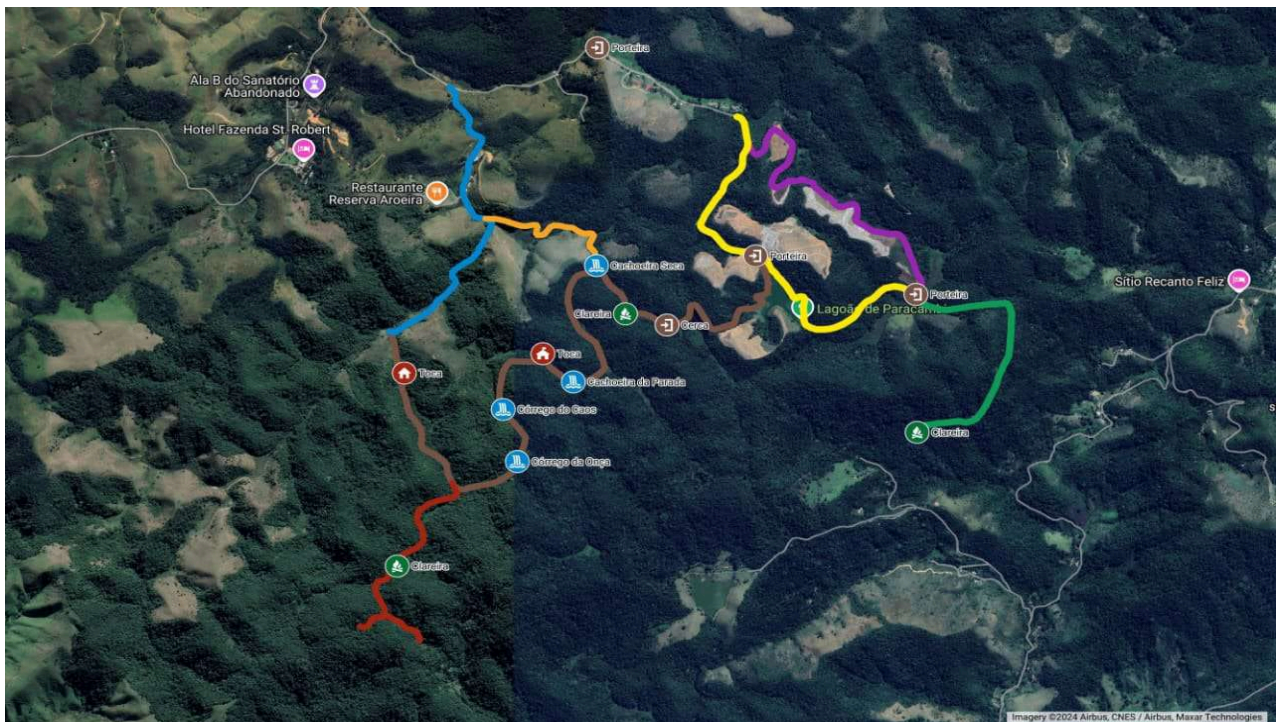 Porteira
Ala B do Sanatório
Abandonado
Hotel Fazenda St. Robert
Restaurante
Reserva Aroeira
Porteira
Cachoeira Seca
Sítio Recanto Feliz
Porteira
Lagoão de Paracambi
Clareira
Cerca
Toca
Toca
Cachoeira da Parada
Córrego do Caos
Clareira
Córrego da Onça
Clareira
Imagery ©2024 Airbus, CNES / Airbus, Maxar Technologies